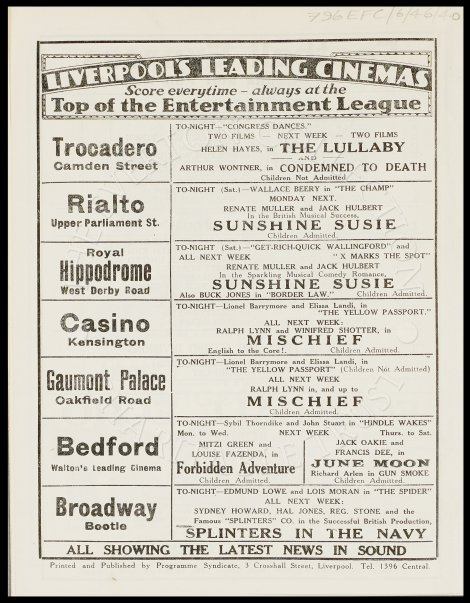 796 EFC/6/46/40
LIVERPOOL'S LEADING CINEMAS
Score everytime – always at the
Top of the Entertainment League
Trocadero
Camden Street
TO-NIGHT—"CONGRESS DANCES."
TWO FILMS — NEXT WEEK — TWO FILMS
HELEN HAYES, in THE LULLABY
— AND —
ARTHUR WONTNER, in CONDEMNED TO DEATH
Children Not Admitted.
Rialto
Upper Parliament St.
TO-NIGHT (Sat.)—WALLACE BEERY in "THE CHAMP"
MONDAY NEXT.
RENATE MULLER and JACK HULBERT
In the British Musical Success,
SUNSHINE SUSIE
Children Admitted.
Royal
Hippodrome
West Derby Road
TO-NIGHT (Sat.)—"GET-RICH-QUICK WALLINGFORD" and
ALL NEXT WEEK "X MARKS THE SPOT"
RENATE MULLER and JACK HULBERT
In the Sparkling Musical Comedy Romance,
SUNSHINE SUSIE
Also BUCK JONES in "BORDER LAW." Children Admitted.
Casino
Kensington
TO-NIGHT—Lionel Barrymore and Elissa Landi, in
"THE YELLOW PASSPORT."
ALL NEXT WEEK:
RALPH LYNN and WINIFRED SHOTTER, in
MISCHIEF
English to the Core!. Children Admitted.
Gaumont Palace
Oakfield Road
TO-NIGHT—Lionel Barrymore and Elissa Landi, in
"THE YELLOW PASSPORT" (Children Not Admitted)
ALL NEXT WEEK
RALPH LYNN in, and up to
MISCHIEF
Children Admitted.
Bedford
Walton's Leading Cinema
TO-NIGHT—Sybil Thorndike and John Stuart in "HINDLE WAKES"
Mon. to Wed. NEXT WEEK Thurs. to Sat.
MITZI GREEN and
LOUISE FAZENDA, in
Forbidden Adventure
Children Admitted.
JACK OAKIE and
FRANCIS DEE, in
JUNE MOON
Richard Arlen in GUN SMOKE
Children Admitted.
Broadway
Bootle
TO-NIGHT—EDMUND LOWE and LOIS MORAN in "THE SPIDER"
ALL NEXT WEEK:
SYDNEY HOWARD, HAL JONES, REG. STONE and the
Famous "SPLINTERS" CO. in the Successful British Production,
SPLINTERS IN THE NAVY
ALL SHOWING THE LATEST NEWS IN SOUND
Printed and Published by Programme Syndicate, 3 Crosshall Street, Liverpool. Tel. 1396 Central.